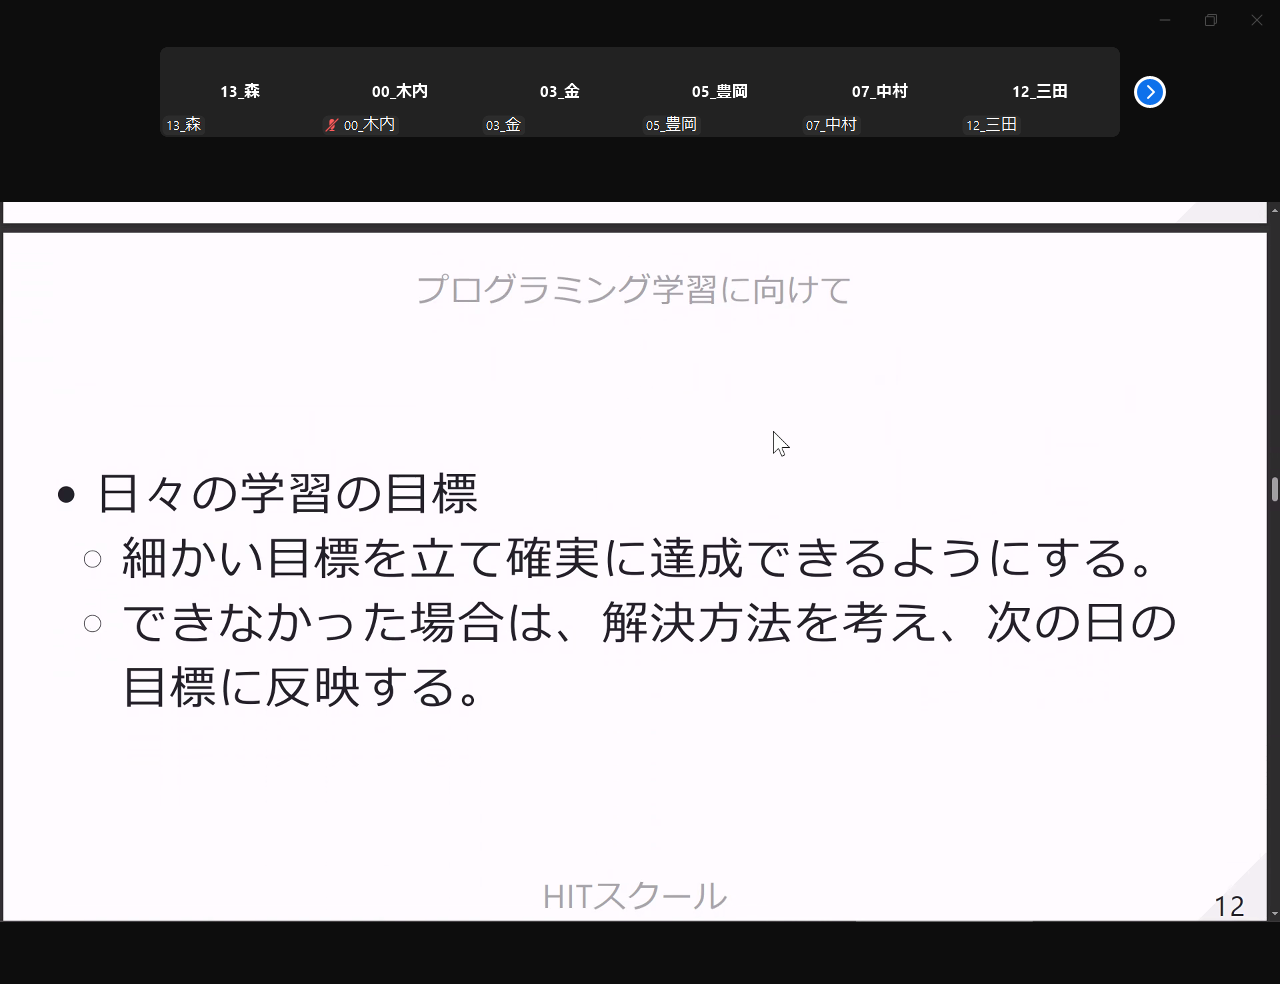 13_森
00_木内
03_金
05_豊岡
07_中村
12_三田
13_森
00_木内
03_金
05_豊岡
07_中村
12_三田
プログラミング学習に向けて
● 日々の学習の目標
○ 細かい目標を立て確実に達成できるようにする。
○ できなかった場合は、解決方法を考え、次の日の
目標に反映する。
HITスクール
12